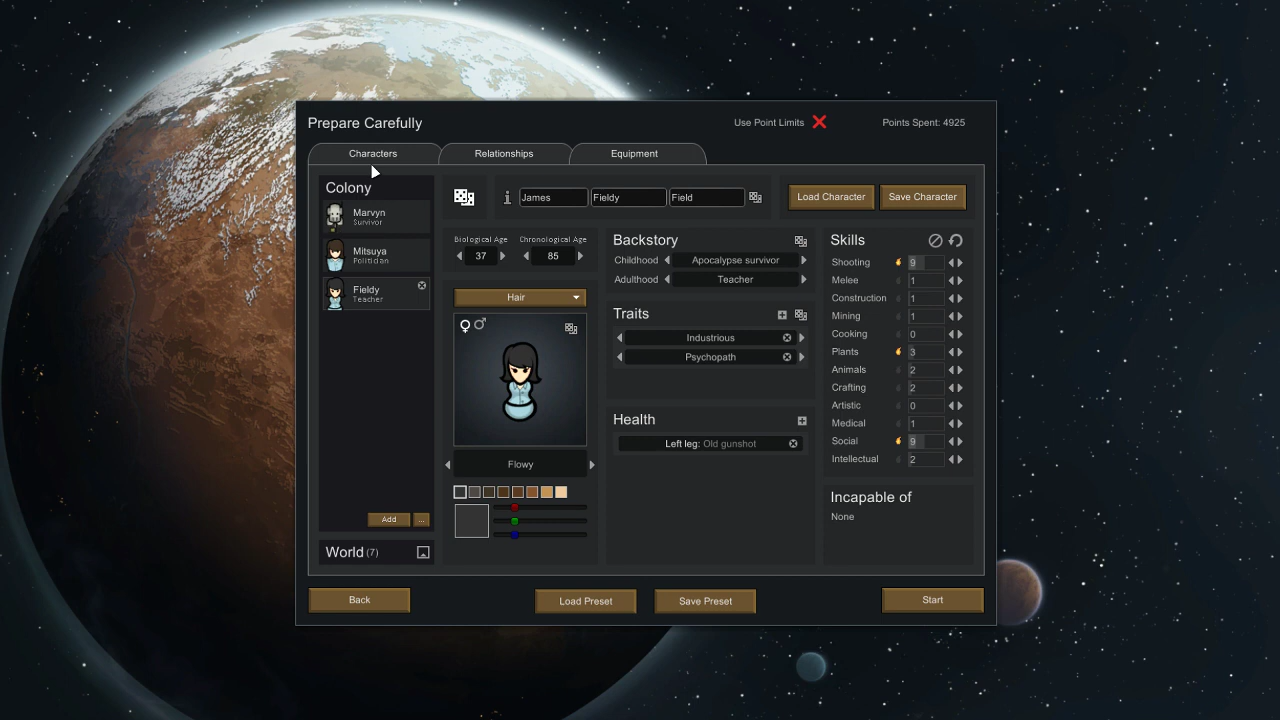 Prepare Carefully
Use Point Limits
Points Spent: 4925
Characters
Relationships
Equipment
Colony
Marvyn
Survivor
Mitsuya
Politician
Fieldy
Teacher
Add
...
World (7)
James
Fieldy
Field
Load Character
Save Character
Biological Age
Chronological Age
37
85
Hair
Flowy
Backstory
Childhood Apocalypse survivor
Adulthood Teacher
Traits
Industrious
Psychopath
Health
Left leg: Old gunshot
Skills
Shooting 9
Melee 1
Construction 1
Mining 1
Cooking 0
Plants 3
Animals 2
Crafting 2
Artistic 0
Medical 1
Social 9
Intellectual 2
Incapable of
None
Back
Load Preset
Save Preset
Start